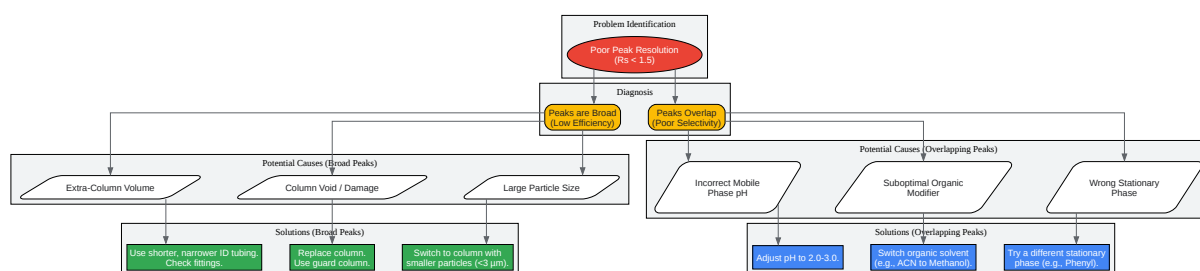 Problem Identification
Poor Peak Resolution
(Rs < 1.5)
Diagnosis
Peaks are Broad
(Low Efficiency)
Peaks Overlap
(Poor Selectivity)
Potential Causes (Broad Peaks)
Extra-Column Volume
Column Void / Damage
Large Particle Size
Potential Causes (Overlapping Peaks)
Incorrect Mobile
Phase pH
Suboptimal Organic
Modifier
Wrong Stationary
Phase
Solutions (Broad Peaks)
Use shorter, narrower ID tubing.
Check fittings.
Replace column.
Use guard column.
Switch to column with
smaller particles (<3 µm).
Solutions (Overlapping Peaks)
Adjust pH to 2.0-3.0.
Switch organic solvent
(e.g., ACN to Methanol).
Try a different stationary
phase (e.g., Phenyl).